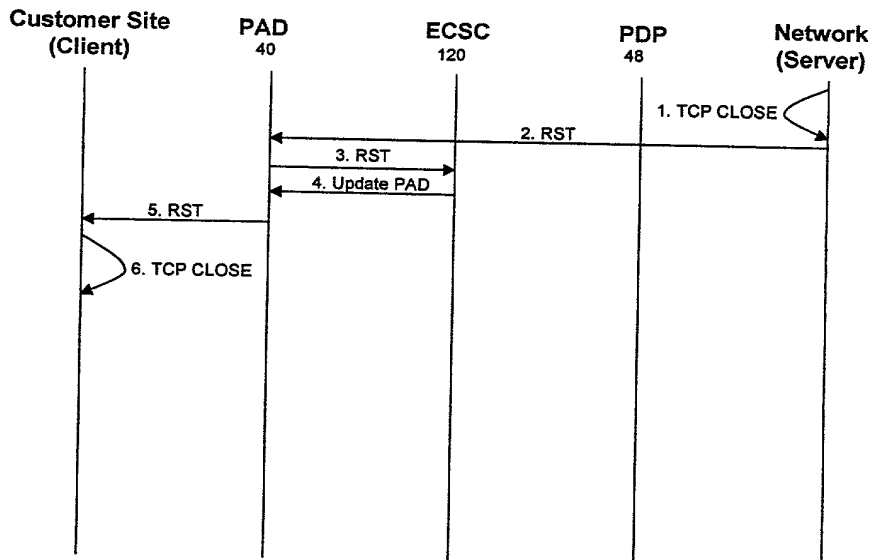 Customer Site
(Client)
PAD
40
ECSC
120
PDP
48
Network
(Server)
1. TCP CLOSE
2. RST
3. RST
4. Update PAD
5. RST
6. TCP CLOSE